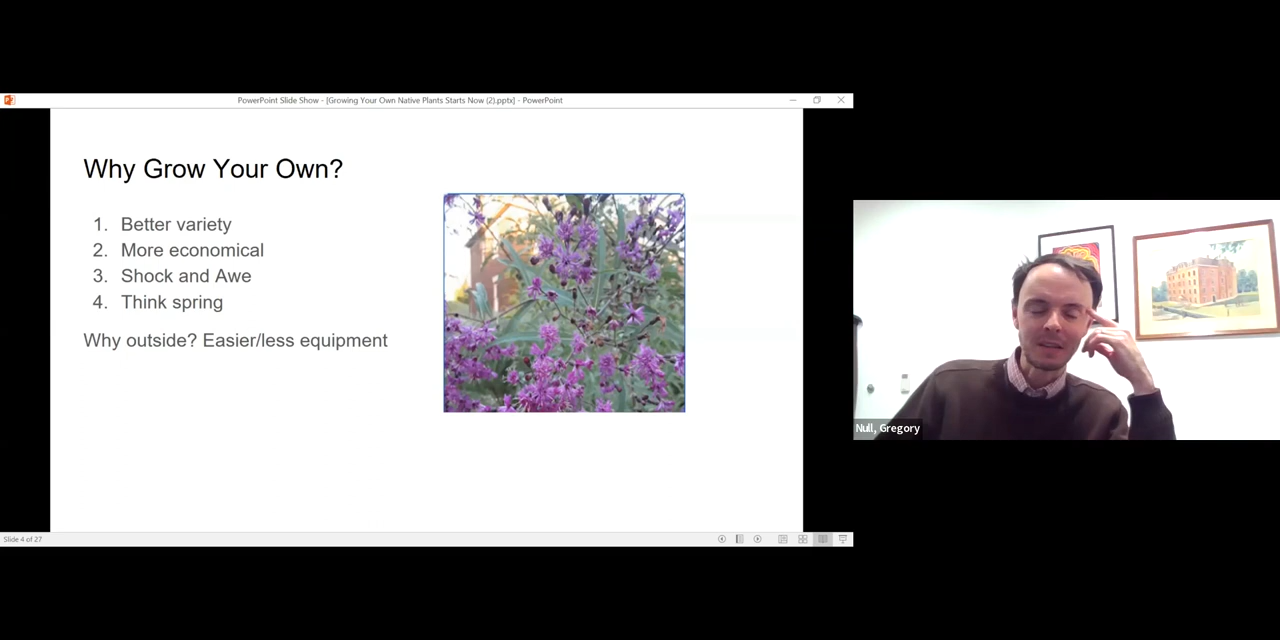 PowerPoint Slide Show - [Growing Your Own Native Plants Starts Now (2).pptx] - PowerPoint
Why Grow Your Own?
1. Better variety
2. More economical
3. Shock and Awe
4. Think spring
Why outside? Easier/less equipment
Null, Gregory
Slide 4 of 27